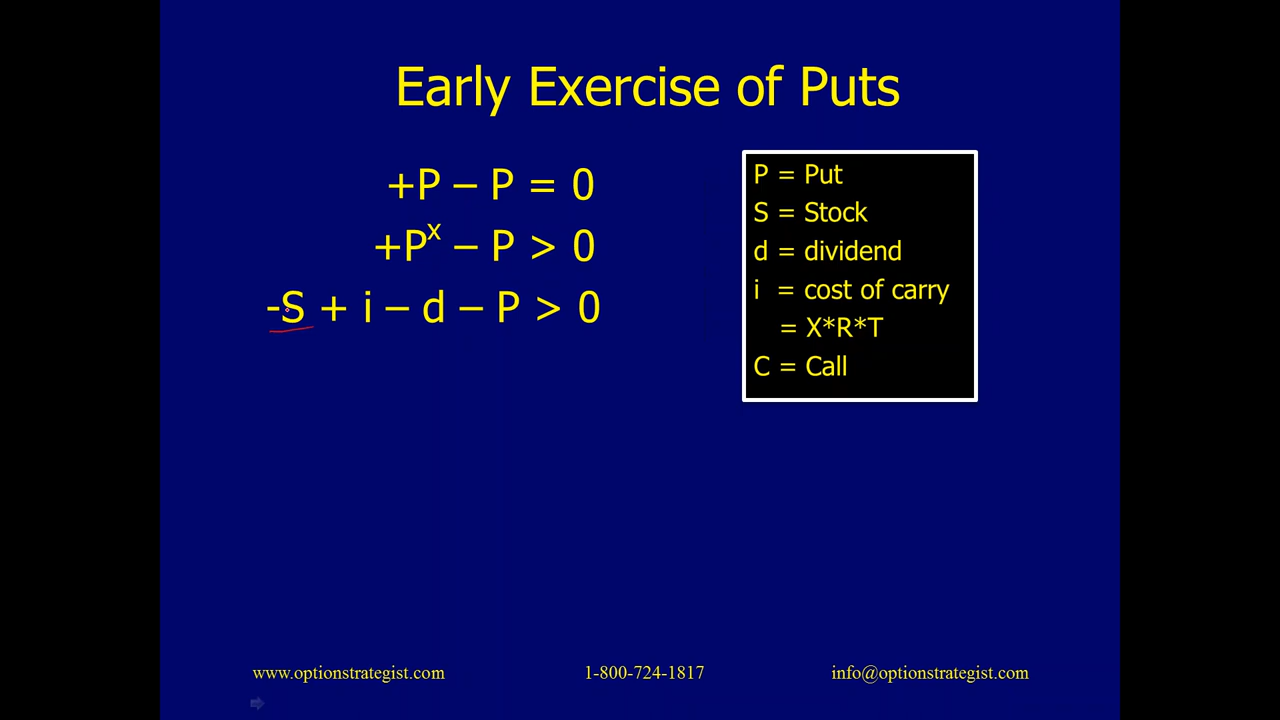 Early Exercise of Puts
+P – P = 0
+Pˣ – P > 0
-S + i – d – P > 0
P = Put
S = Stock
d = dividend
i = cost of carry
= X*R*T
C = Call
www.optionstrategist.com
1-800-724-1817
info@optionstrategist.com